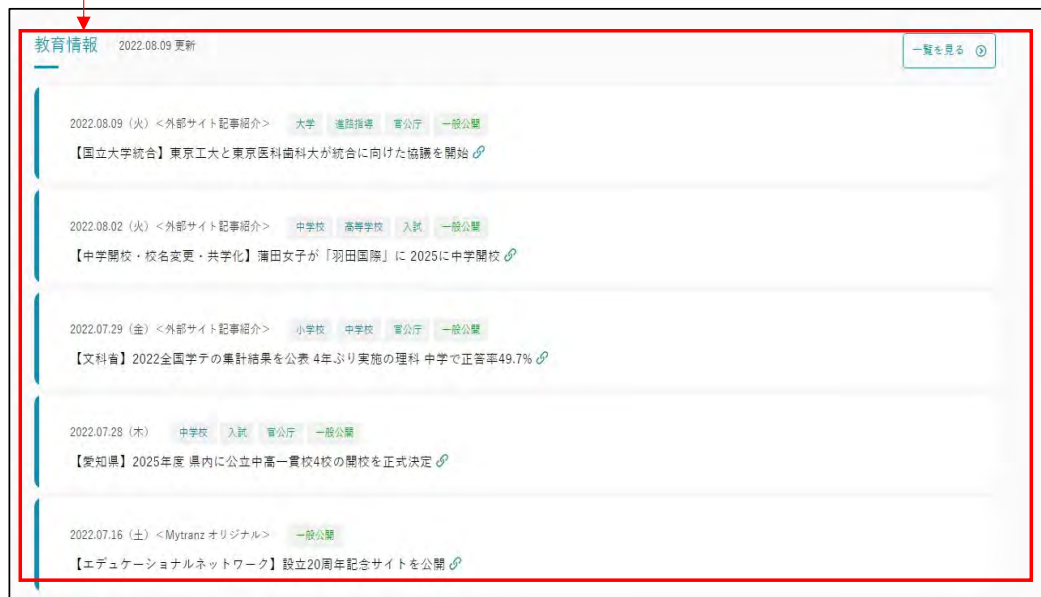 教育情報 2022.08.09 更新
一覧を見る
2022.08.09（火）＜外部サイト記事紹介＞ 大学 進路指導 官公庁 一般公開
【国立大学統合】東京工大と東京医科歯科大が統合に向けた協議を開始
2022.08.02（火）＜外部サイト記事紹介＞ 中学校 高等学校 入試 一般公開
【中学開校・校名変更・共学化】蒲田女子が「羽田国際」に 2025に中学開校
2022.07.29（金）＜外部サイト記事紹介＞ 小学校 中学校 官公庁 一般公開
【文科省】2022全国学テの集計結果を公表 4年ぶり実施の理科 中学で正答率49.7%
2022.07.28（木） 中学校 入試 官公庁 一般公開
【愛知県】2025年度 県内に公立中高一貫校4校の開校を正式決定
2022.07.16（土）＜Mytranz オリジナル＞ 一般公開
【エデュケーショナルネットワーク】設立20周年記念サイトを公開